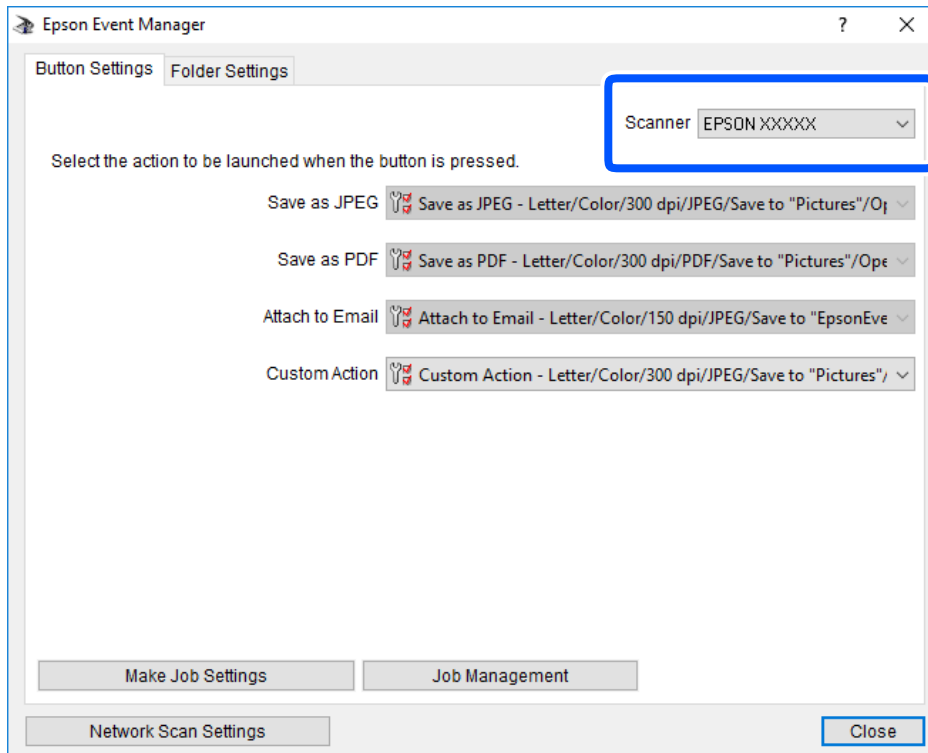 Epson Event Manager
Button Settings Folder Settings
Scanner EPSON XXXXX
Select the action to be launched when the button is pressed.
Save as JPEG Save as JPEG - Letter/Color/300 dpi/JPEG/Save to "Pictures"/Op
Save as PDF Save as PDF - Letter/Color/300 dpi/PDF/Save to "Pictures"/Ope
Attach to Email Attach to Email - Letter/Color/150 dpi/JPEG/Save to "EpsonEve
Custom Action Custom Action - Letter/Color/300 dpi/JPEG/Save to "Pictures"/
Make Job Settings Job Management
Network Scan Settings Close